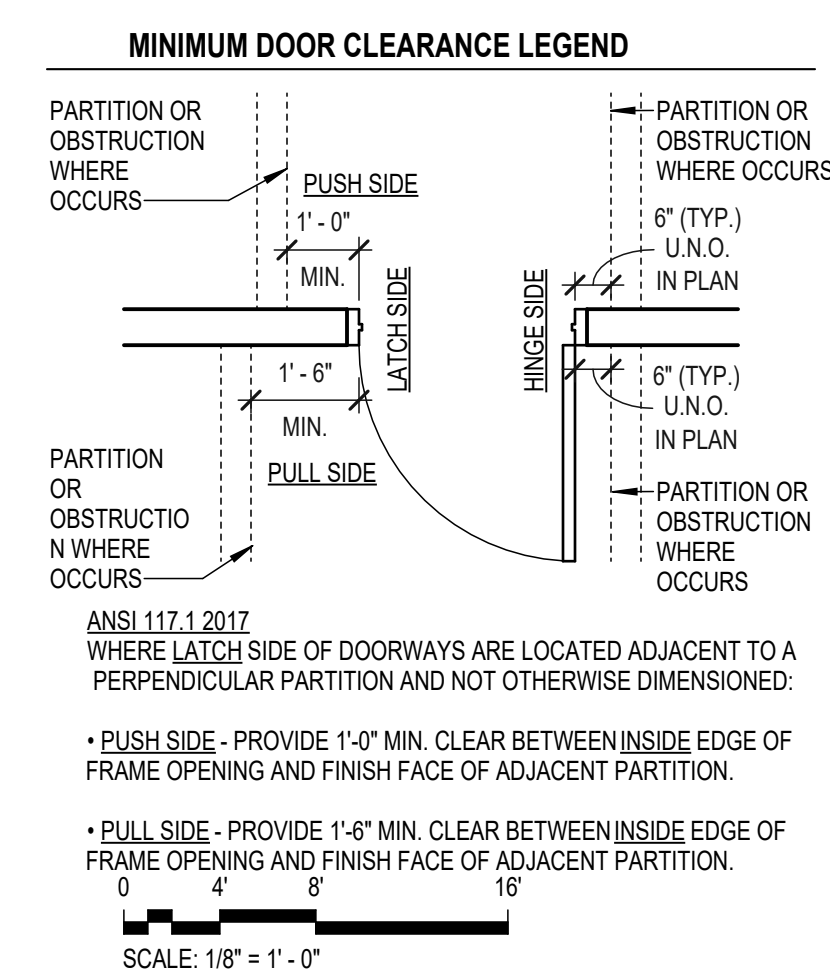 MINIMUM DOOR CLEARANCE LEGEND
PARTITION OR
OBSTRUCTION
WHERE
OCCURS
PUSH SIDE
1' - 0"
MIN.
LATCH SIDE
HINGE SIDE
PARTITION OR
OBSTRUCTION
WHERE OCCURS
6" (TYP.)
U.N.O.
IN PLAN
1' - 6"
MIN.
PULL SIDE
6" (TYP.)
U.N.O.
IN PLAN
PARTITION
OR
OBSTRUCTIO
N WHERE
OCCURS
PARTITION OR
OBSTRUCTION
WHERE
OCCURS
ANSI 117.1 2017
WHERE LATCH SIDE OF DOORWAYS ARE LOCATED ADJACENT TO A
PERPENDICULAR PARTITION AND NOT OTHERWISE DIMENSIONED:
• PUSH SIDE - PROVIDE 1'-0" MIN. CLEAR BETWEEN INSIDE EDGE OF
FRAME OPENING AND FINISH FACE OF ADJACENT PARTITION.
• PULL SIDE - PROVIDE 1'-6" MIN. CLEAR BETWEEN INSIDE EDGE OF
FRAME OPENING AND FINISH FACE OF ADJACENT PARTITION.
0 4' 8' 16'
SCALE: 1/8" = 1' - 0"